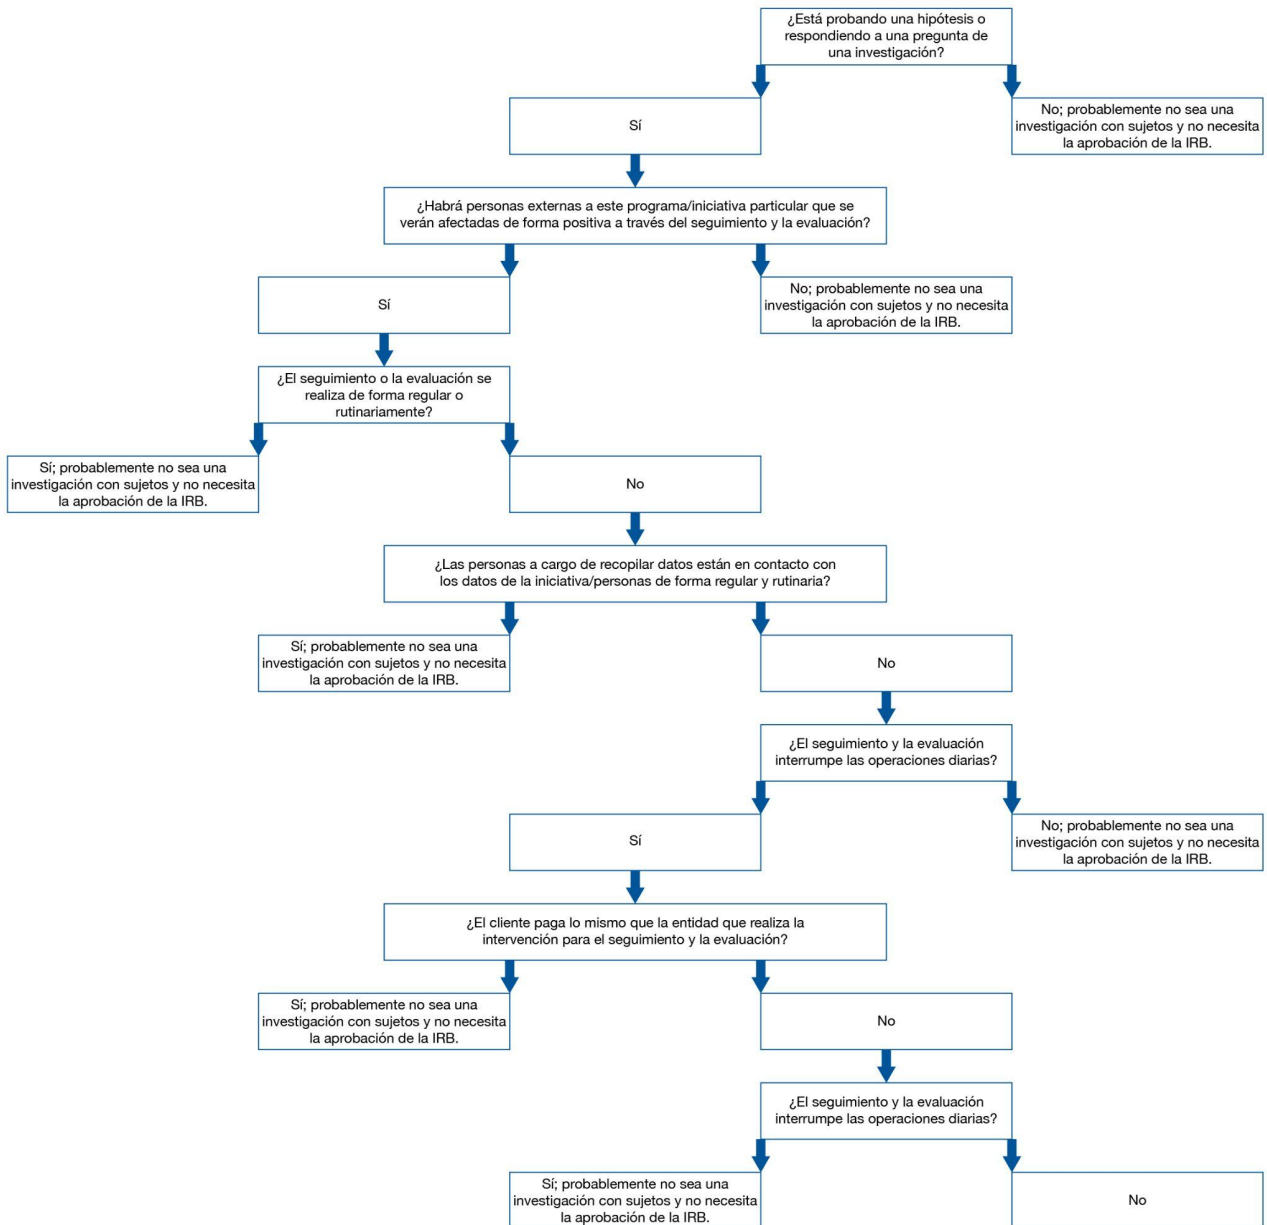 ¿Está probando una hipótesis o
respondiendo a una pregunta de
una investigación?
Sí
No; probablemente no sea una
investigación con sujetos y no necesita
la aprobación de la IRB.
¿Habrá personas externas a este programa/iniciativa particular que se
verán afectadas de forma positiva a través del seguimiento y la evaluación?
Sí
No; probablemente no sea una
investigación con sujetos y no necesita
la aprobación de la IRB.
¿El seguimiento o la evaluación se
realiza de forma regular o
rutinariamente?
Sí; probablemente no sea una
investigación con sujetos y no necesita
la aprobación de la IRB.
No
¿Las personas a cargo de recopilar datos están en contacto con
los datos de la iniciativa/personas de forma regular y rutinaria?
Sí; probablemente no sea una
investigación con sujetos y no necesita
la aprobación de la IRB.
No
¿El seguimiento y la evaluación
interrumpe las operaciones diarias?
Sí
No; probablemente no sea una
investigación con sujetos y no necesita
la aprobación de la IRB.
¿El cliente paga lo mismo que la entidad que realiza la
intervención para el seguimiento y la evaluación?
Sí; probablemente no sea una
investigación con sujetos y no necesita
la aprobación de la IRB.
No
¿El seguimiento y la evaluación
interrumpe las operaciones diarias?
Sí; probablemente no sea una
investigación con sujetos y no necesita
la aprobación de la IRB.
No